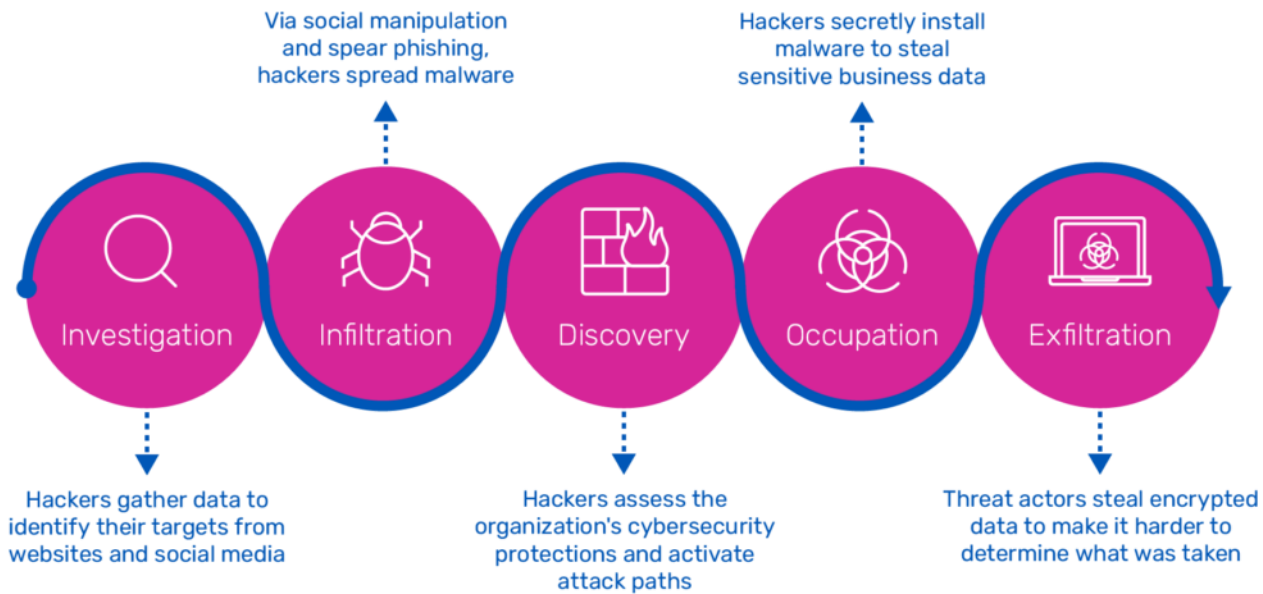 Via social manipulation
and spear phishing,
hackers spread malware
Hackers secretly install
malware to steal
sensitive business data
Investigation
Infiltration
Discovery
Occupation
Exfiltration
Hackers gather data to
identify their targets from
websites and social media
Hackers assess the
organization's cybersecurity
protections and activate
attack paths
Threat actors steal encrypted
data to make it harder to
determine what was taken